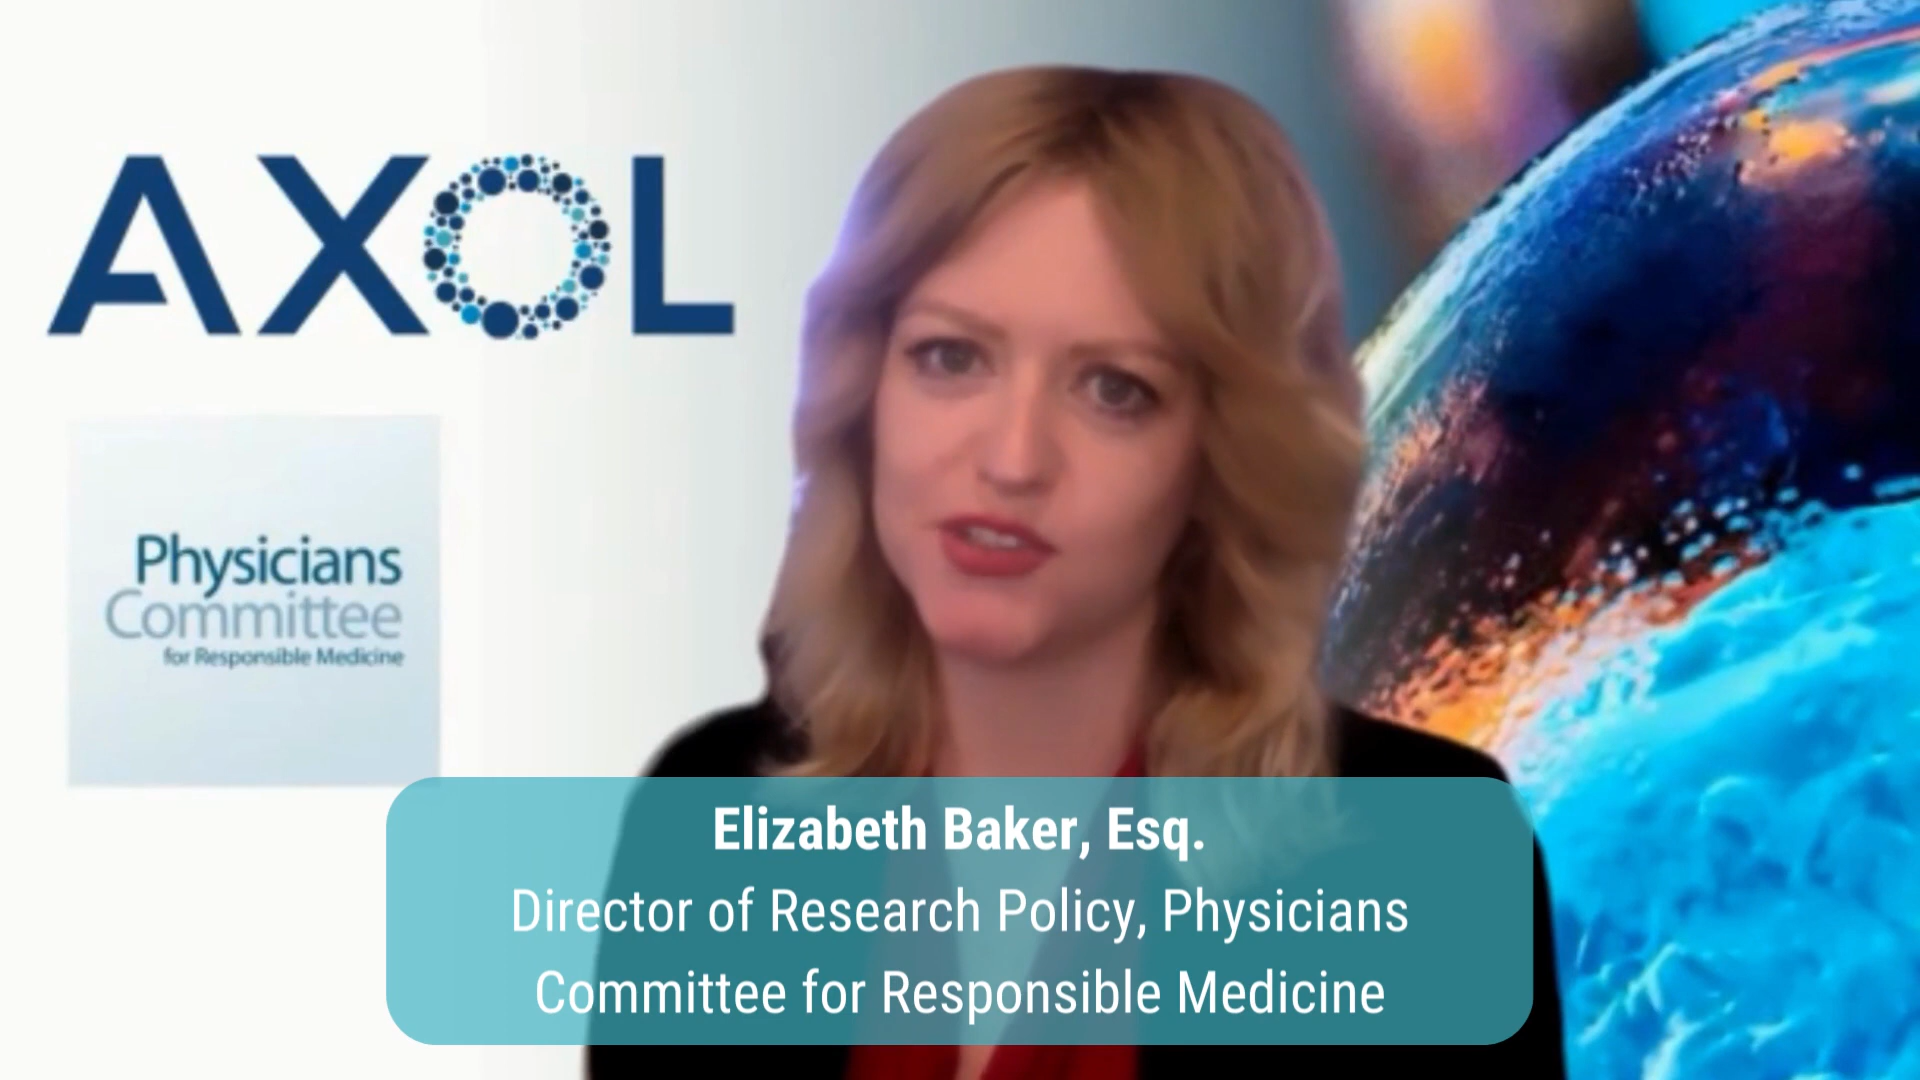 AXOL
Physicians
Committee
for Responsible Medicine
Elizabeth Baker, Esq.
Director of Research Policy, Physicians
Committee for Responsible Medicine